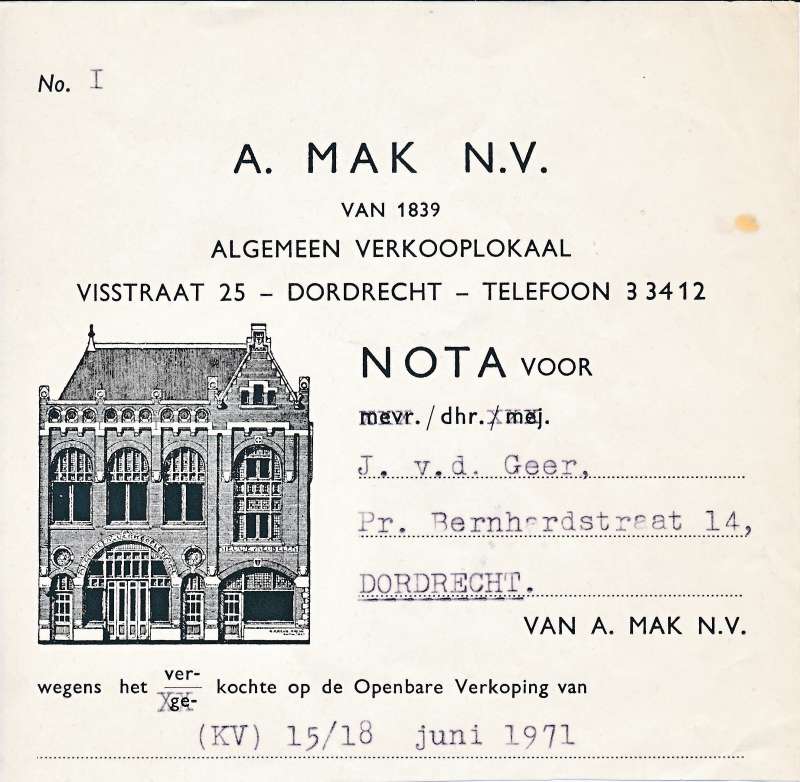 No. I
A. MAK N.V.
VAN 1839
ALGEMEEN VERKOOPLOKAAL
VISSTRAAT 25 – DORDRECHT – TELEFOON 33412
NOTA VOOR
mevr./dhr./mej.
J. v.d. Geer,
Pr. Bernhardstraat 14,
DORDRECHT.
VAN A. MAK N.V.
wegens het ver-/ge- kochte op de Openbare Verkoping van
(KV) 15/18 juni 1971